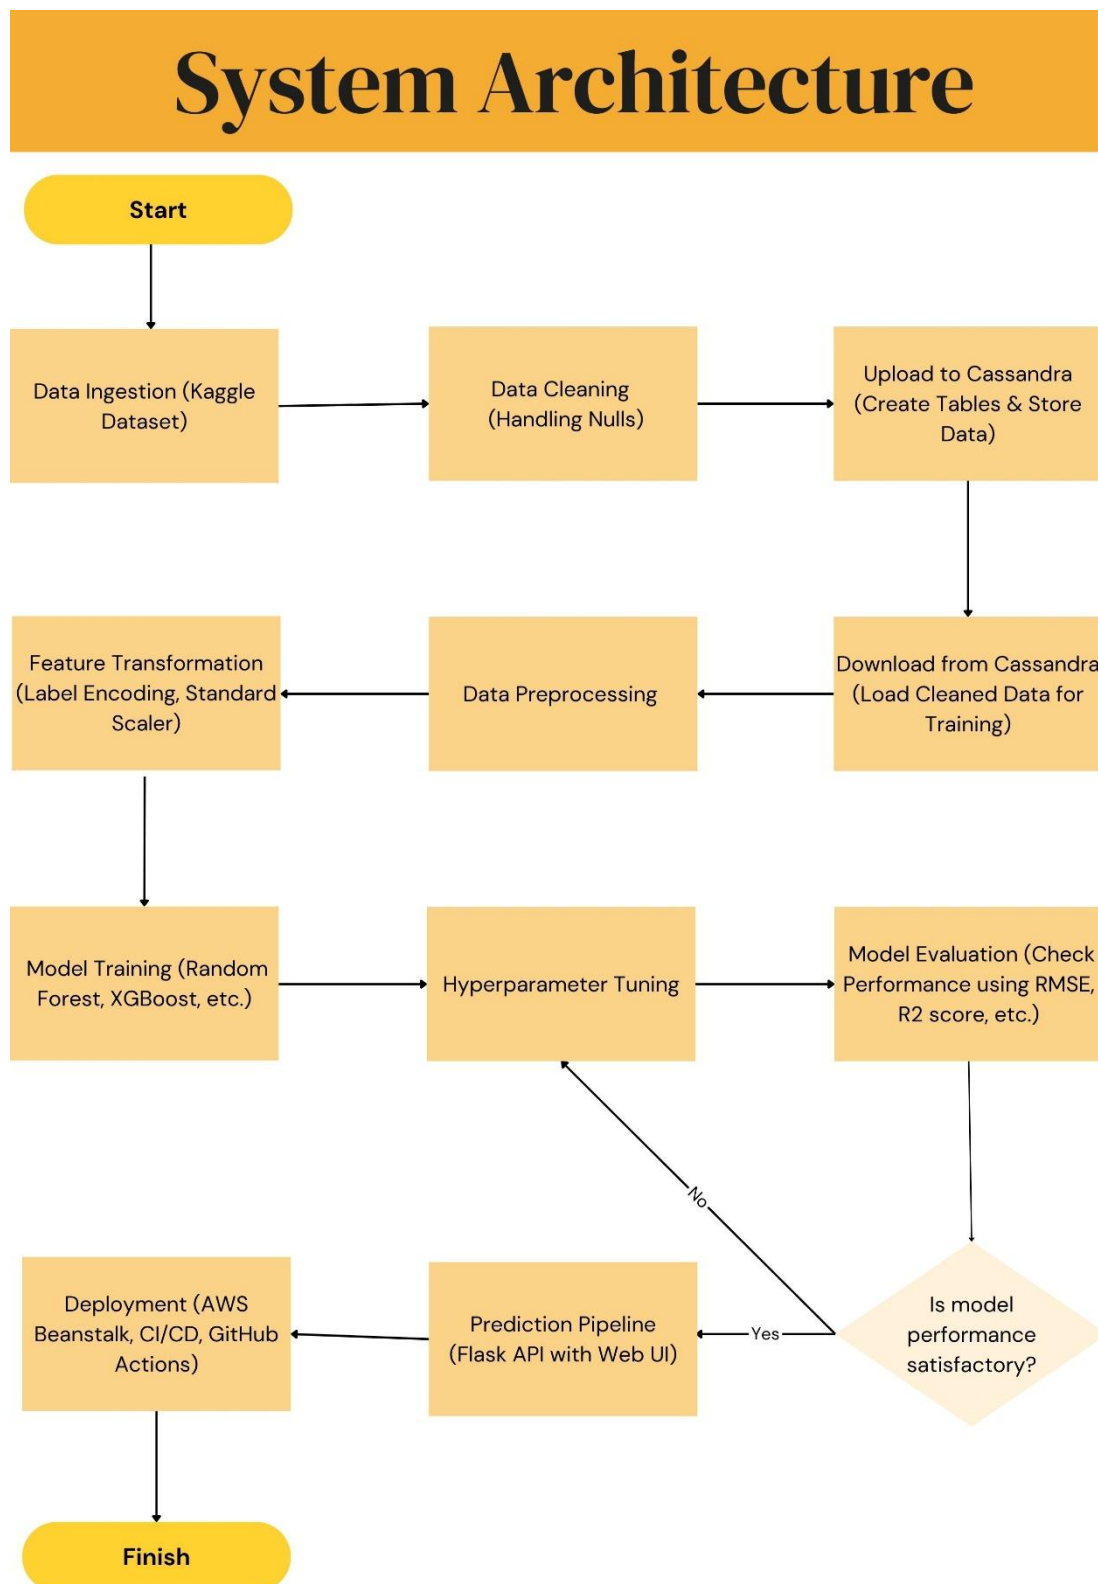 System Architecture
Start
Data Ingestion (Kaggle
Dataset)
Data Cleaning
(Handling Nulls)
Upload to Cassandra
(Create Tables & Store
Data)
Feature Transformation
(Label Encoding, Standard
Scaler)
Data Preprocessing
Download from Cassandra
(Load Cleaned Data for
Training)
Model Training (Random
Forest, XGBoost, etc.)
Hyperparameter Tuning
Model Evaluation (Check
Performance using RMSE,
R2 score, etc.)
No
Deployment (AWS
Beanstalk, CI/CD, GitHub
Actions)
Prediction Pipeline
(Flask API with Web UI)
Yes
Is model
performance
satisfactory?
Finish